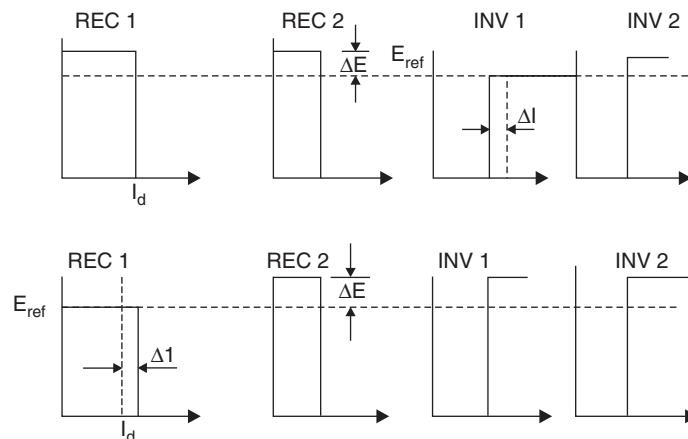 REC 1
REC 2
INV 1
INV 2
ΔE
E_ref
ΔI
I_d
REC 1
REC 2
INV 1
INV 2
ΔE
E_ref
Δ1
I_d